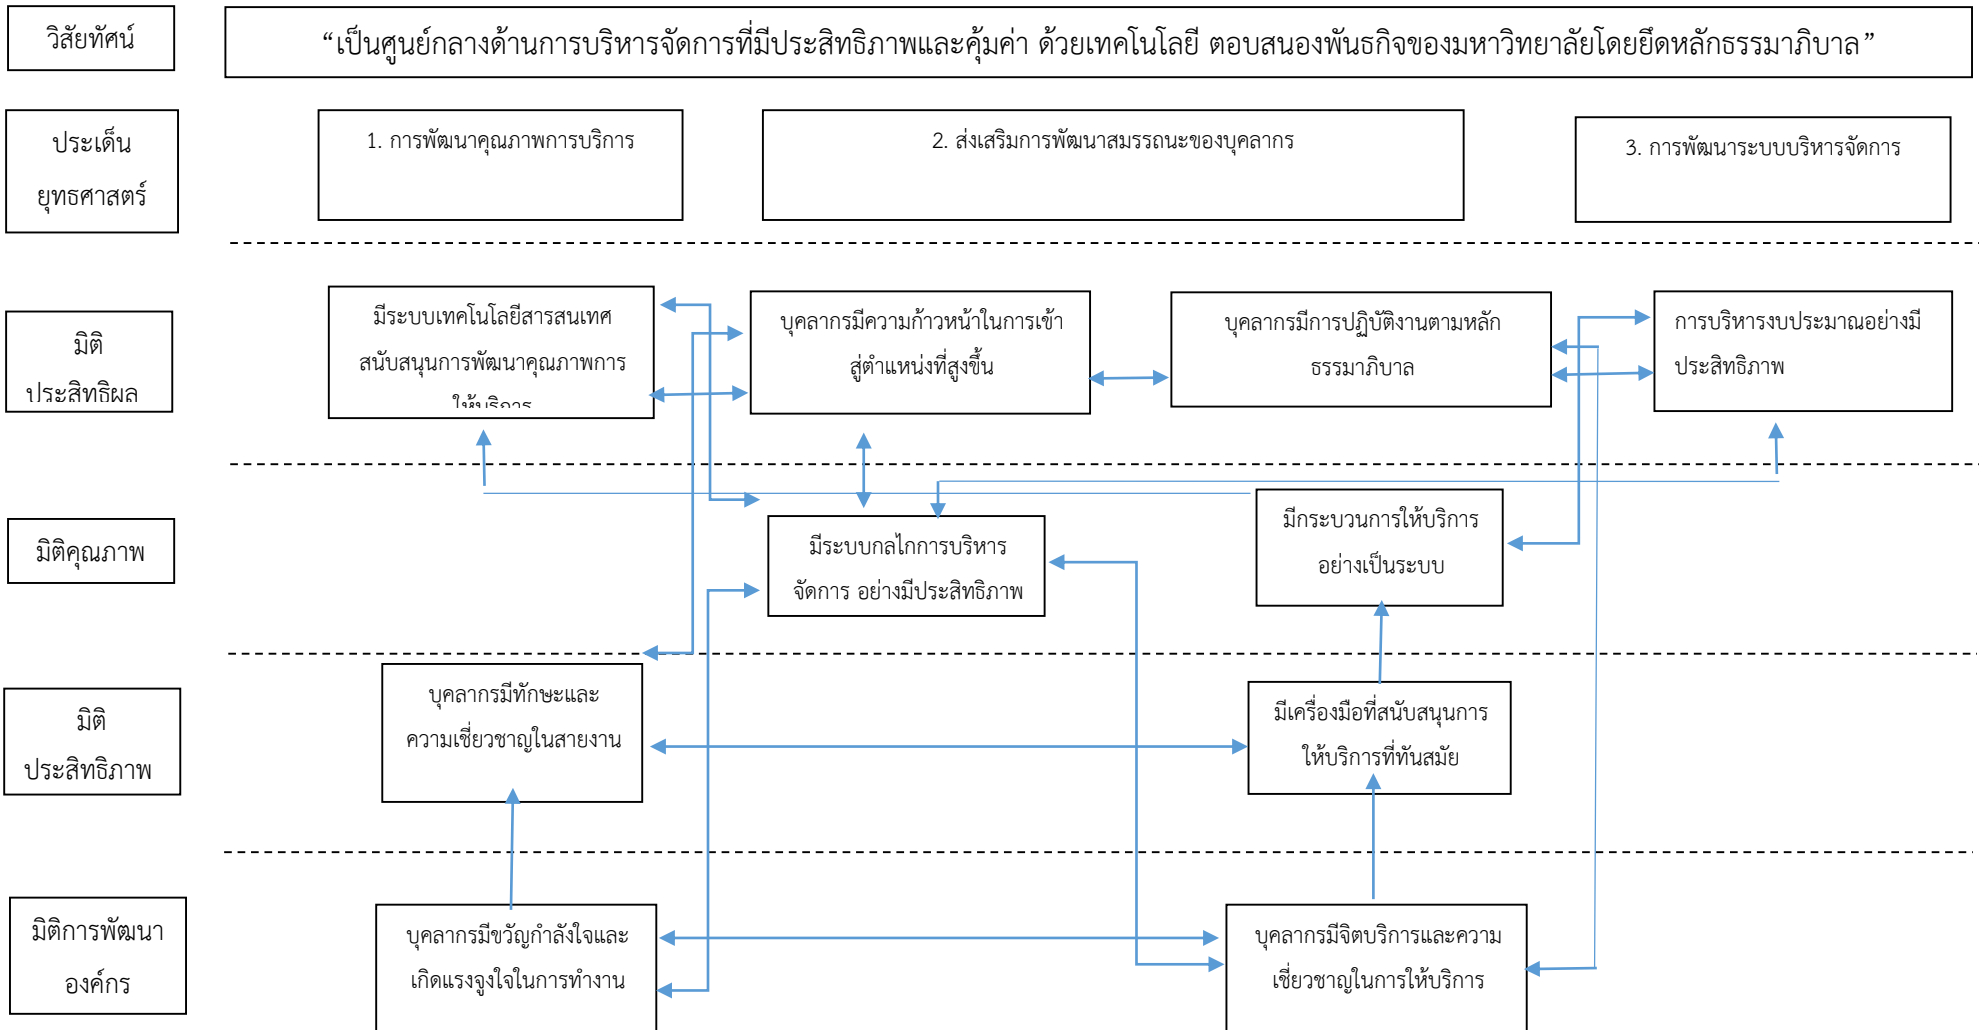 วิสัยทัศน์
“เป็นศูนย์กลางด้านการบริหารจัดการที่มีประสิทธิภาพและคุ้มค่า ด้วยเทคโนโลยี ตอบสนองพันธกิจของมหาวิทยาลัยโดยยึดหลักธรรมาภิบาล”
ประเด็น
ยุทธศาสตร์
1. การพัฒนาคุณภาพการบริการ
2. ส่งเสริมการพัฒนาสมรรถนะของบุคลากร
3. การพัฒนาระบบบริหารจัดการ
มิติ
ประสิทธิผล
มีระบบเทคโนโลยีสารสนเทศ
สนับสนุนการพัฒนาคุณภาพการ
ให้บริการ
บุคลากรมีความก้าวหน้าในการเข้า
สู่ตำแหน่งที่สูงขึ้น
บุคลากรมีการปฏิบัติงานตามหลัก
ธรรมาภิบาล
การบริหารงบประมาณอย่างมี
ประสิทธิภาพ
มิติคุณภาพ
มีระบบกลไกการบริหาร
จัดการ อย่างมีประสิทธิภาพ
มีกระบวนการให้บริการ
อย่างเป็นระบบ
มิติ
ประสิทธิภาพ
บุคลากรมีทักษะและ
ความเชี่ยวชาญในสายงาน
มีเครื่องมือที่สนับสนุนการ
ให้บริการที่ทันสมัย
มิติการพัฒนา
องค์กร
บุคลากรมีขวัญกำลังใจและ
เกิดแรงจูงใจในการทำงาน
บุคลากรมีจิตบริการและความ
เชี่ยวชาญในการให้บริการ